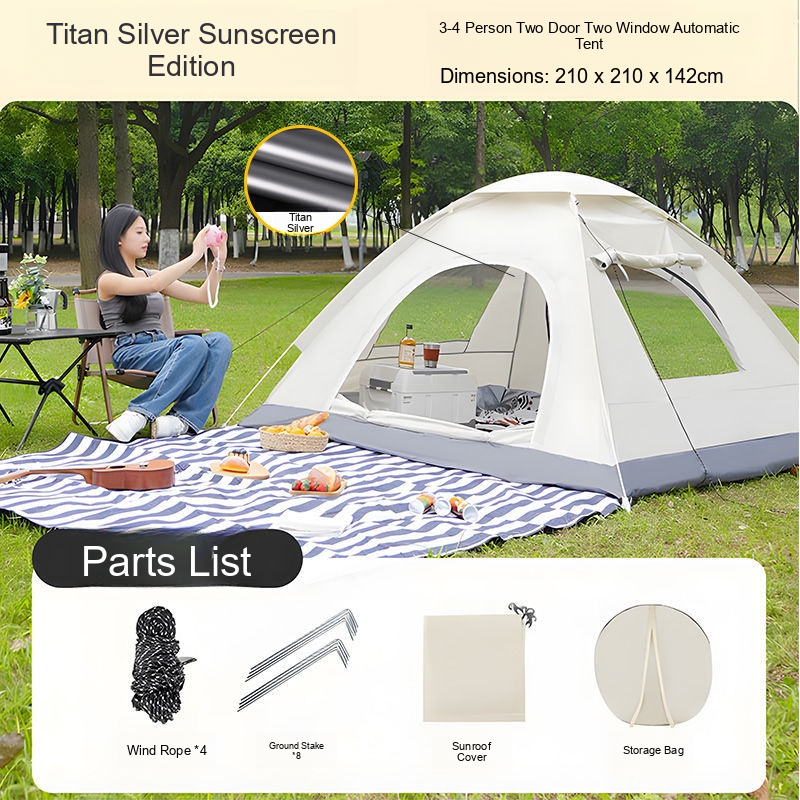 Titan Silver Sunscreen
Edition
3-4 Person Two Door Two Window Automatic
Tent
Dimensions: 210 x 210 x 142cm
Titan
Silver
Parts List
Wind Rope *4
Ground Stake
*8
Sunroof
Cover
Storage Bag